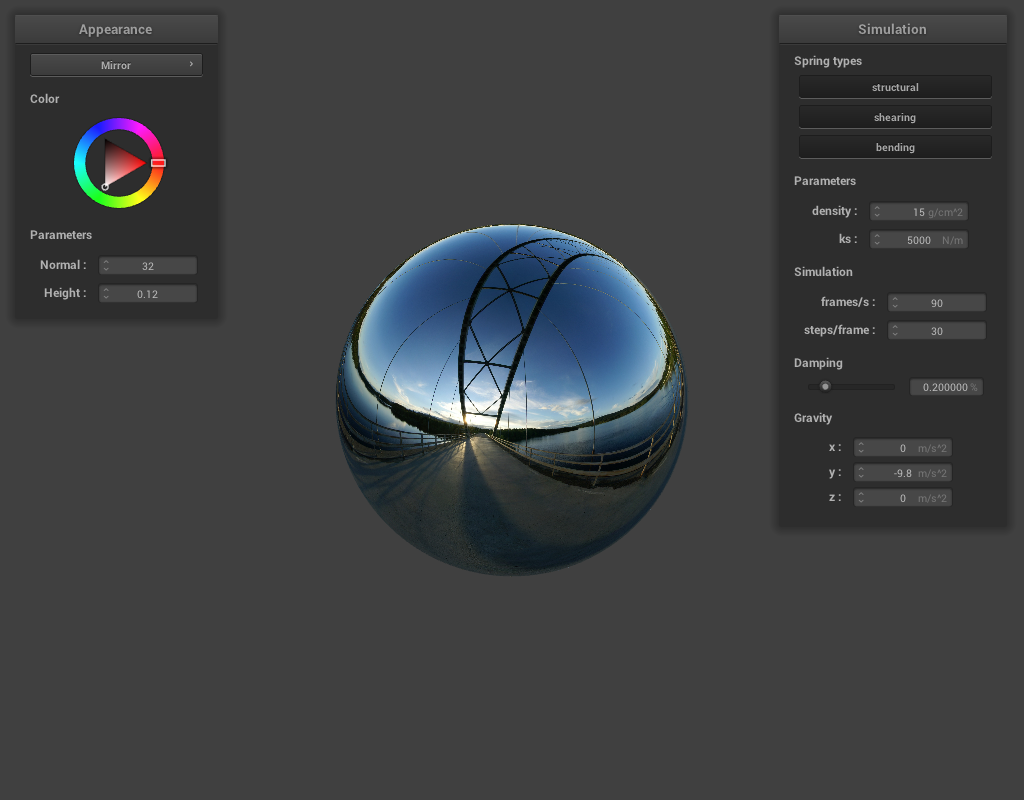 Appearance
Mirror
Color
Parameters
Normal : 32
Height : 0.12
Simulation
Spring types
structural
shearing
bending
Parameters
density : 15 g/cm^2
ks : 5000 N/m
Simulation
frames/s : 90
steps/frame : 30
Damping
0.200000 %
Gravity
x : 0 m/s^2
y : -9.8 m/s^2
z : 0 m/s^2